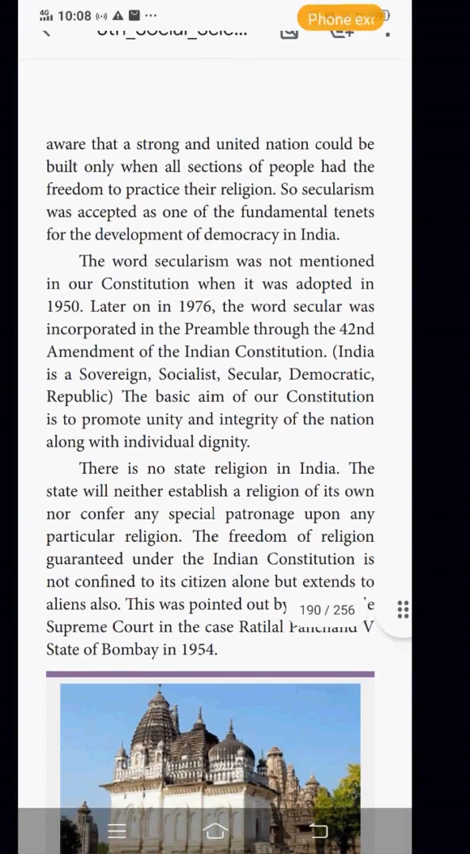 4G 10:08
Phone exc
8th_Social_Scie...
aware that a strong and united nation could be
built only when all sections of people had the
freedom to practice their religion. So secularism
was accepted as one of the fundamental tenets
for the development of democracy in India.
The word secularism was not mentioned
in our Constitution when it was adopted in
1950. Later on in 1976, the word secular was
incorporated in the Preamble through the 42nd
Amendment of the Indian Constitution. (India
is a Sovereign, Socialist, Secular, Democratic,
Republic) The basic aim of our Constitution
is to promote unity and integrity of the nation
along with individual dignity.
There is no state religion in India. The
state will neither establish a religion of its own
nor confer any special patronage upon any
particular religion. The freedom of religion
guaranteed under the Indian Constitution is
not confined to its citizen alone but extends to
aliens also. This was pointed out by
190 / 256
Supreme Court in the case Ratilal Panchand V
State of Bombay in 1954.